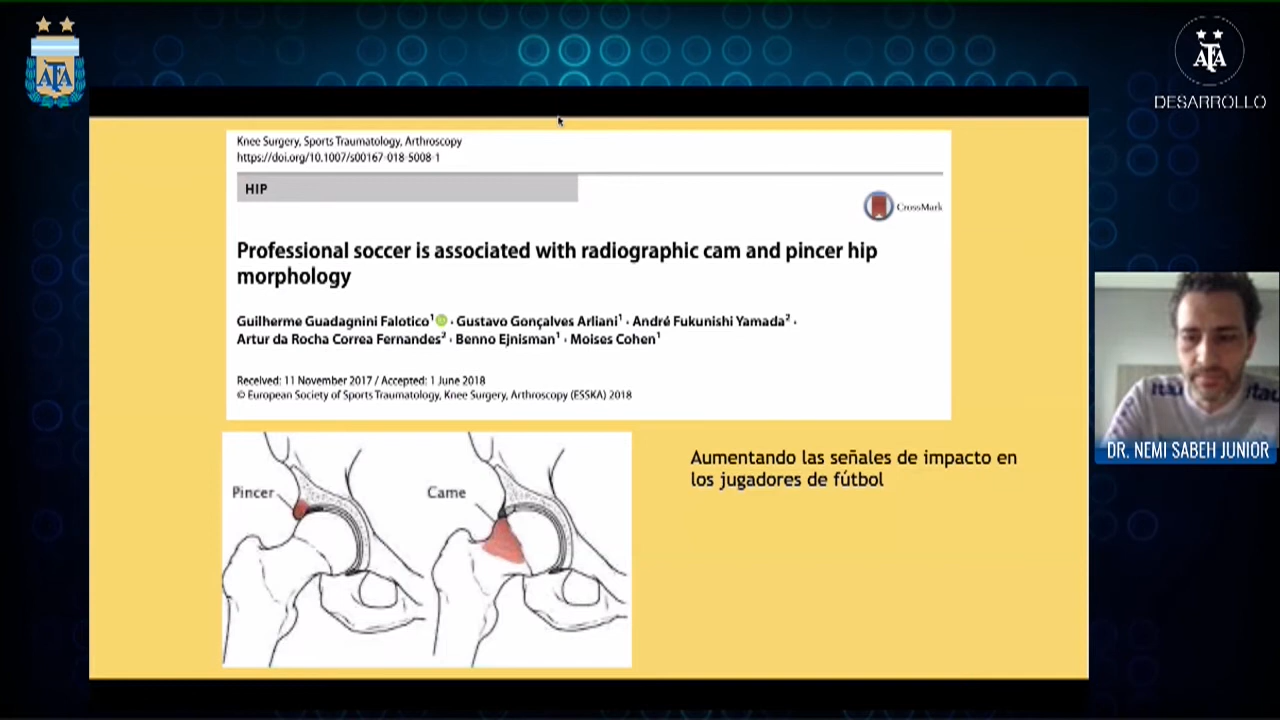 AFA
AFA
DESARROLLO
Knee Surgery, Sports Traumatology, Arthroscopy
https://doi.org/10.1007/s00167-018-5008-1
HIP
CrossMark
Professional soccer is associated with radiographic cam and pincer hip
morphology
Guilherme Guadagnini Falotico¹ · Gustavo Gonçalves Arliani¹ · André Fukunishi Yamada² ·
Artur da Rocha Correa Fernandes² · Benno Ejnisman¹ · Moises Cohen¹
Received: 11 November 2017 / Accepted: 1 June 2018
© European Society of Sports Traumatology, Knee Surgery, Arthroscopy (ESSKA) 2018
Pincer
Came
Aumentando las señales de impacto en
los jugadores de fútbol
DR. NEMI SABEH JUNIOR